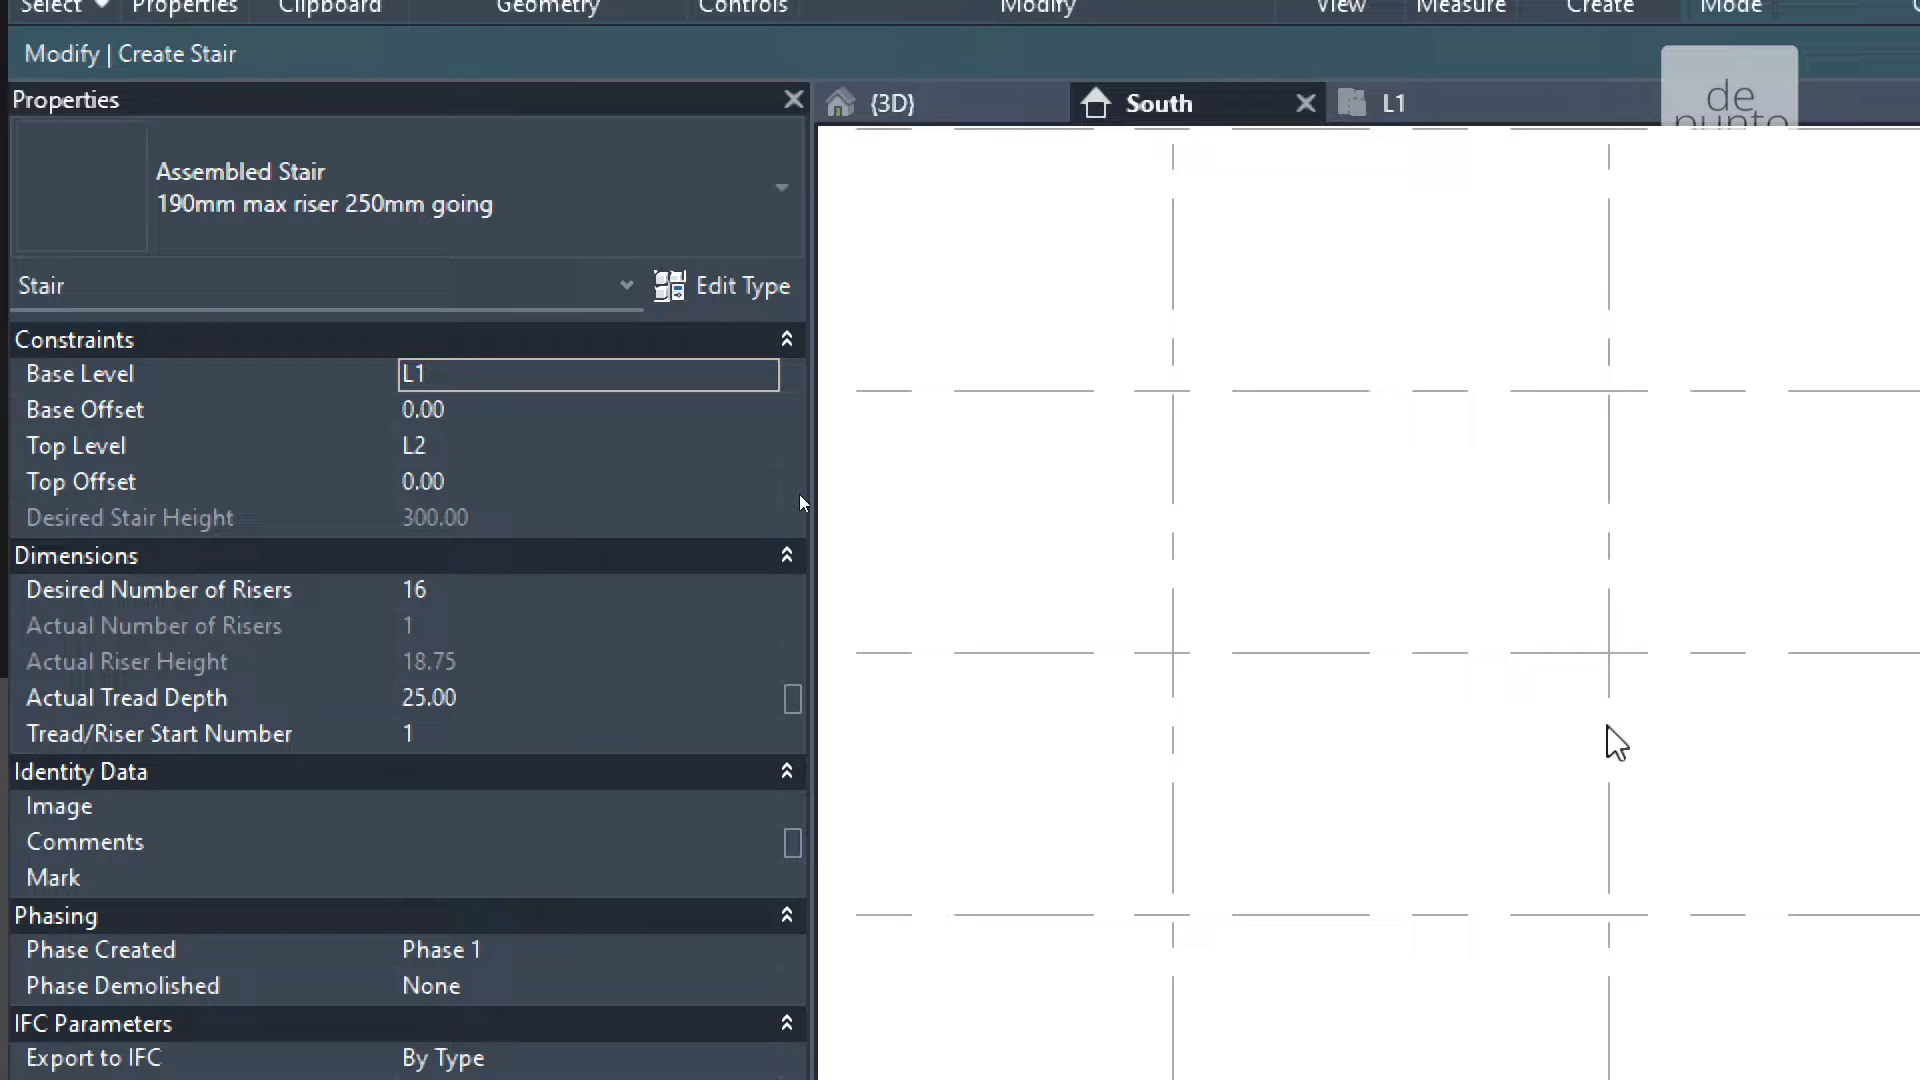 Select Properties Clipboard Geometry Controls Modify View Measure Create Mode
Modify | Create Stair
Properties
{3D} South L1
de
punto
Assembled Stair
190mm max riser 250mm going
Stair Edit Type
Constraints
Base Level L1
Base Offset 0.00
Top Level L2
Top Offset 0.00
Desired Stair Height 300.00
Dimensions
Desired Number of Risers 16
Actual Number of Risers 1
Actual Riser Height 18.75
Actual Tread Depth 25.00
Tread/Riser Start Number 1
Identity Data
Image
Comments
Mark
Phasing
Phase Created Phase 1
Phase Demolished None
IFC Parameters
Export to IFC By Type